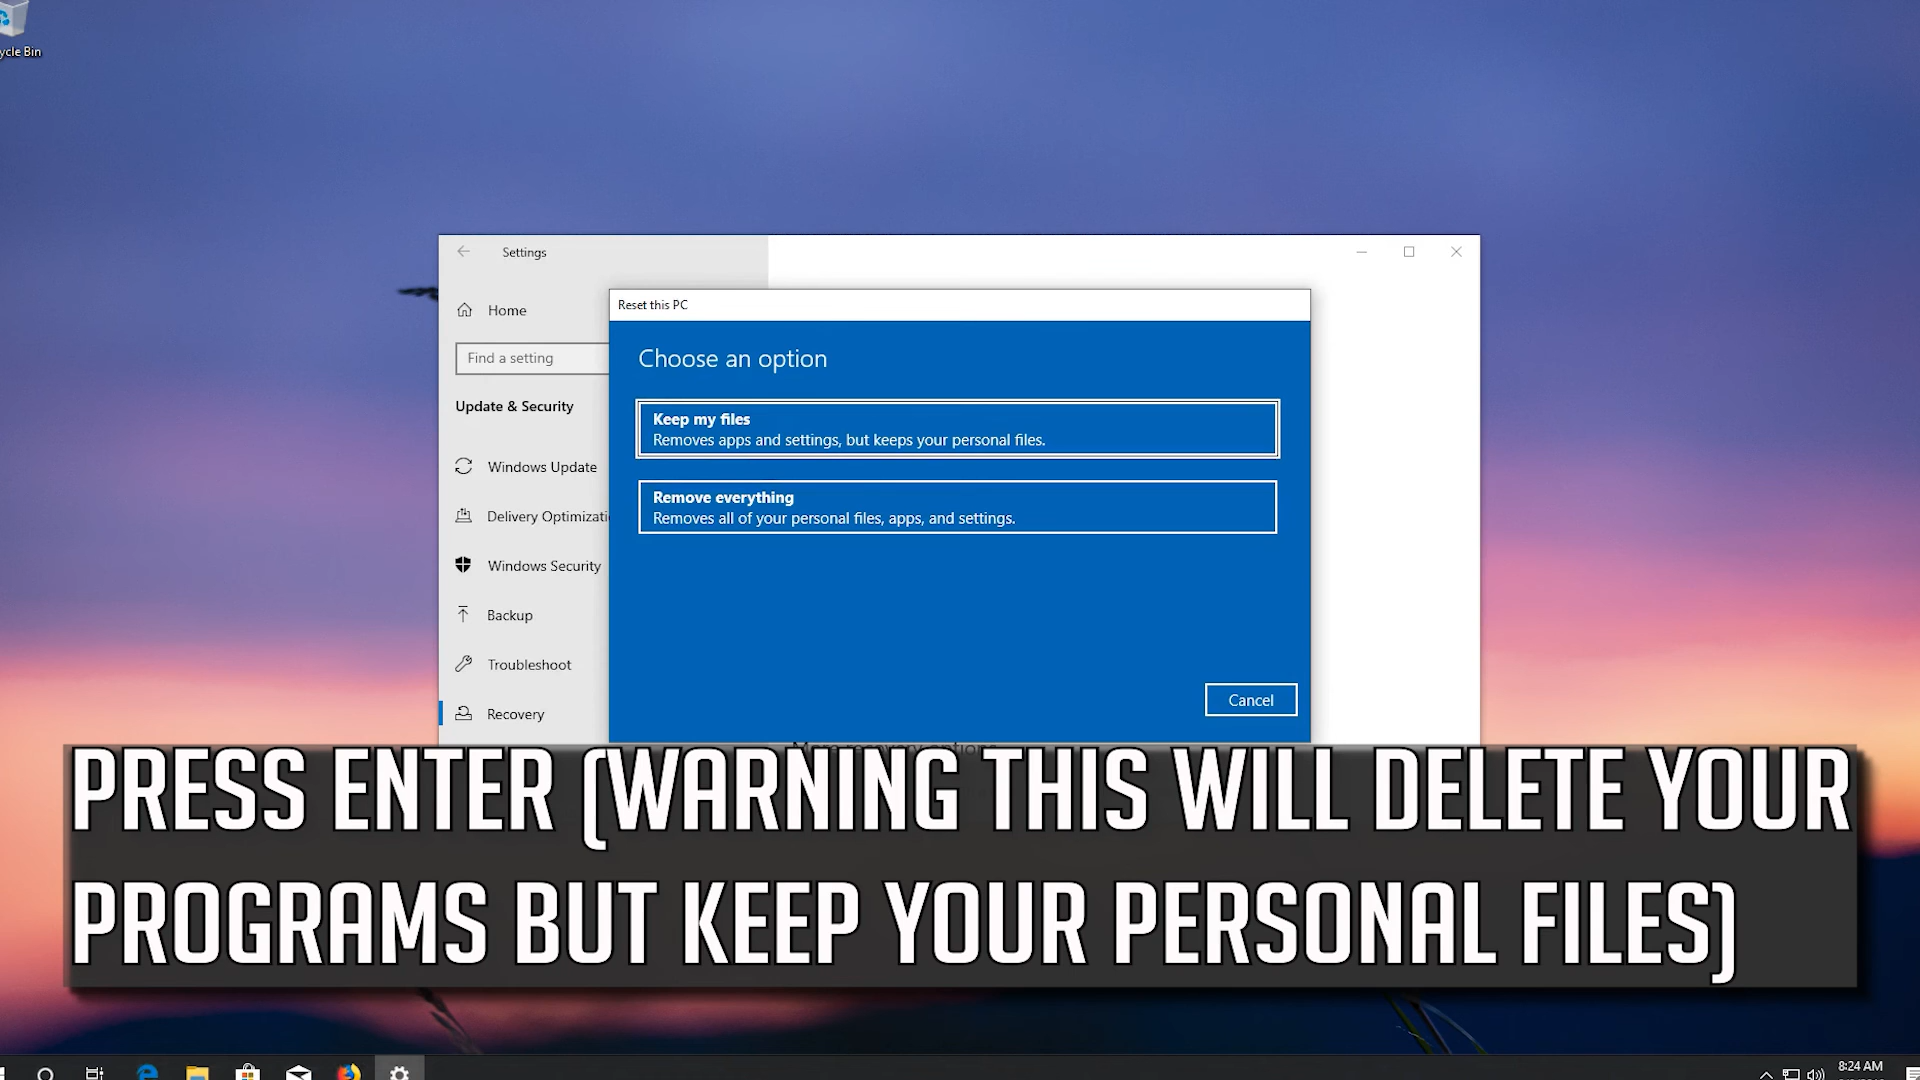 ycle Bin
Settings
Home
Find a setting
Update & Security
Windows Update
Delivery Optimizati
Windows Security
Backup
Troubleshoot
Recovery
Reset this PC
Choose an option
Keep my files
Removes apps and settings, but keeps your personal files.
Remove everything
Removes all of your personal files, apps, and settings.
Cancel
More recovery options
PRESS ENTER (WARNING THIS WILL DELETE YOUR
PROGRAMS BUT KEEP YOUR PERSONAL FILES)
8:24 AM